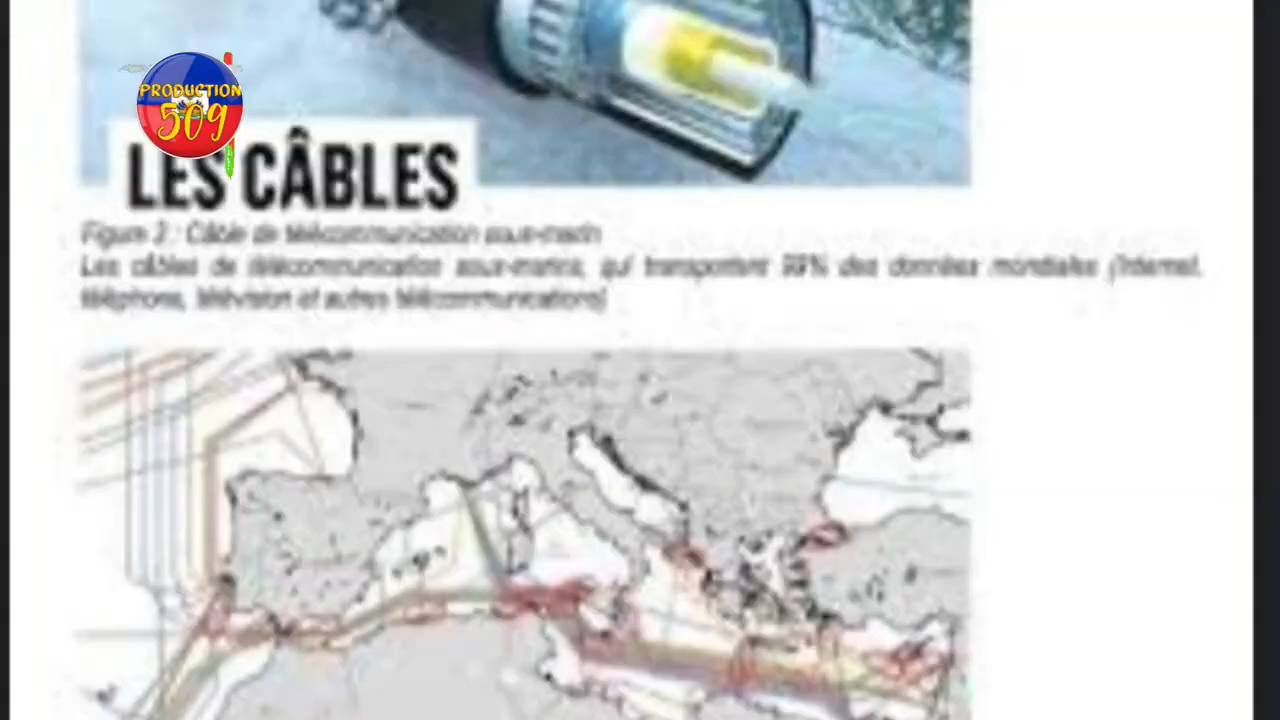 PRODUCTION
509
LES CÂBLES
Figure 2 : Câble de télécommunication sous-marin
Les câbles de télécommunication sous-marins, qui transportent 99% des données mondiales (Internet,
téléphone, télévision et autres télécommunications)